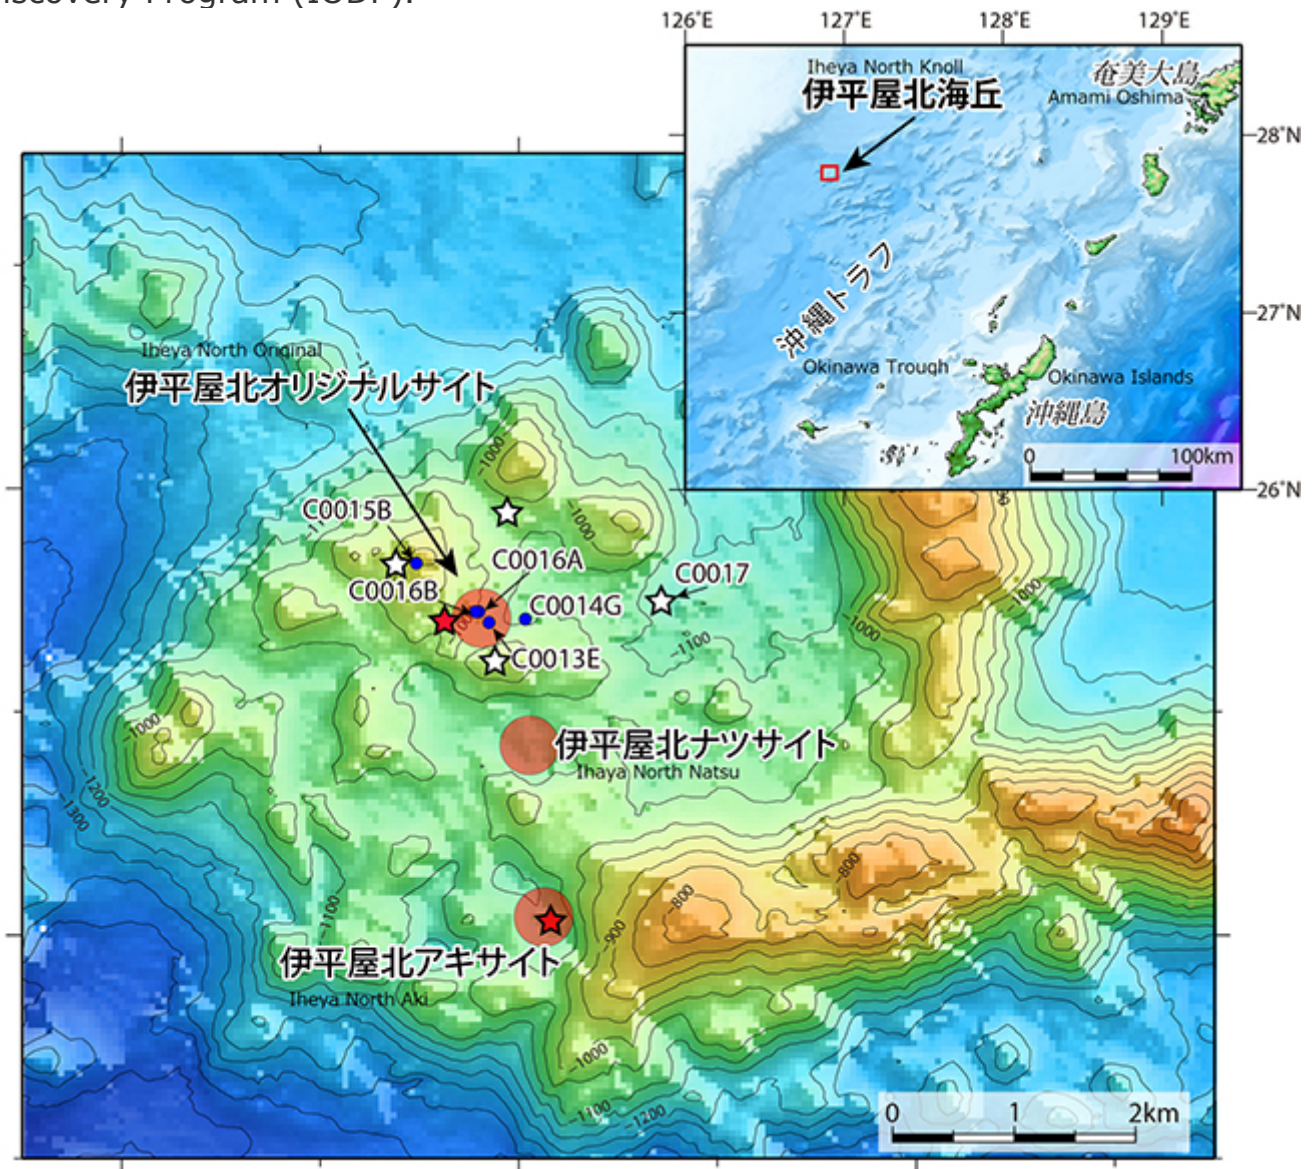 iscovery Program (IODP).
126°E 127°E 128°E 129°E
Iheya North Knoll
伊平屋北海丘
奄美大島
Amami Oshima
28°N
沖縄トラフ
27°N
Okinawa Trough
Okinawa Islands
沖縄島
0 100km
26°N
Iheya North Original
伊平屋北オリジナルサイト
-1000
C0015B
-1000
C0016A
C0016B
C0017
C0014G
-1000
-1000
-1100
C0013E
-1000
伊平屋北ナツサイト
Ihaya North Natsu
-1200
-1300
-800
-800
-1100
-900
伊平屋北アキサイト
Iheya North Aki
-1000
-1100
-1200
0 1 2km